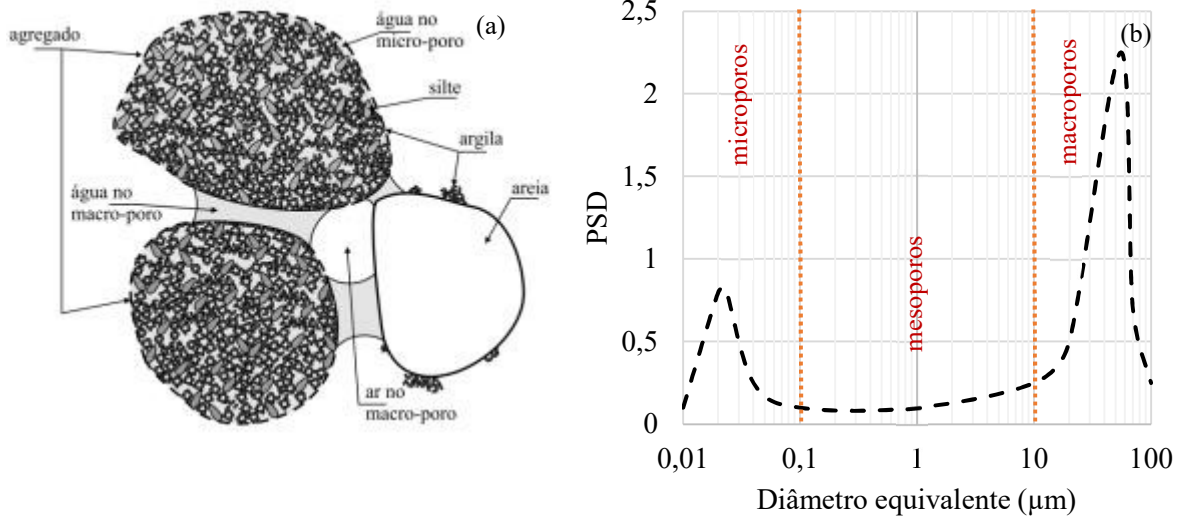 (a)
agregado
água no
micro-poro
silte
argila
areia
água no
macro-poro
ar no
macro-poro
(b)
2,5
2
1,5
1
0,5
0
PSD
microporos
mesoporos
macroporos
0,01
0,1
1
10
100
Diâmetro equivalente (μm)